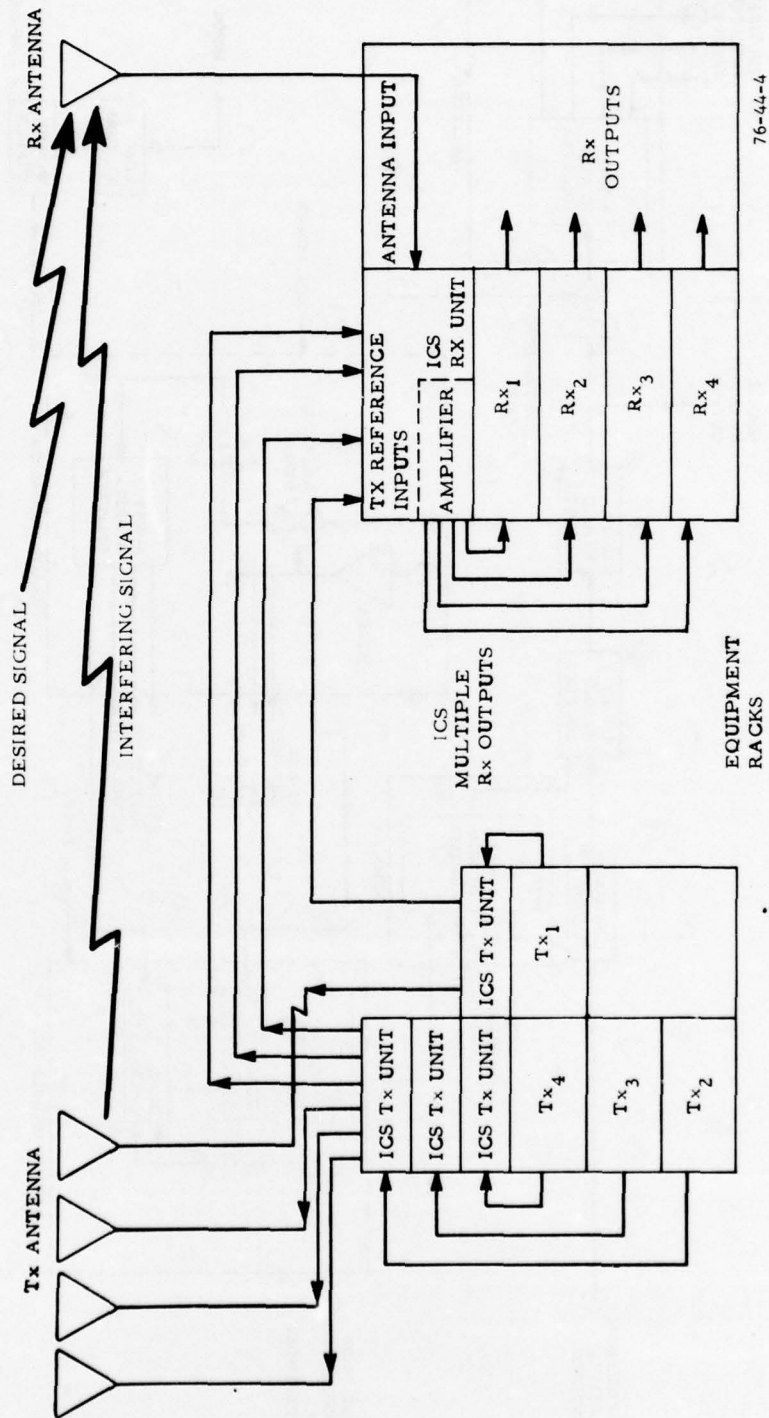 DESIRED SIGNAL
INTERFERING SIGNAL
Tx ANTENNA
Rx ANTENNA
ICS Tx UNIT
ICS Tx UNIT
ICS Tx UNIT
Tx4
Tx3
Tx2
ICS Tx UNIT
Tx1
ICS
MULTIPLE
Rx OUTPUTS
EQUIPMENT
RACKS
TX REFERENCE
INPUTS
AMPLIFIER
ICS
RX UNIT
Rx1
Rx2
Rx3
Rx4
ANTENNA INPUT
Rx
OUTPUTS
76-44-4